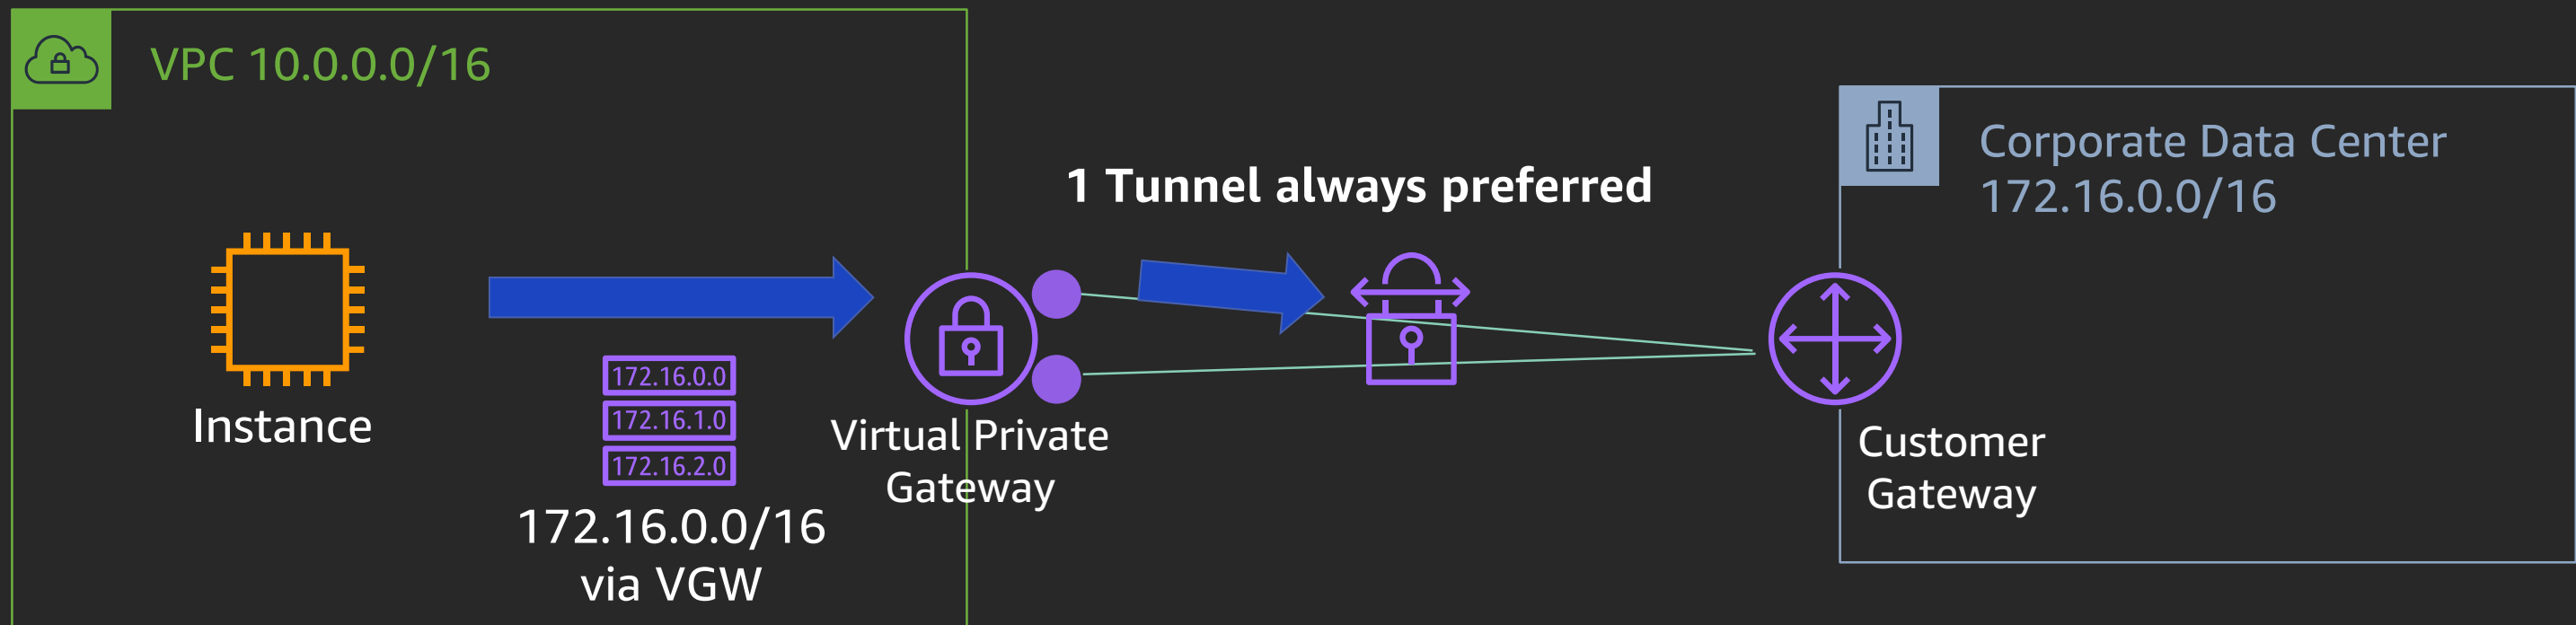 VPC 10.0.0.0/16
1 Tunnel always preferred
Corporate Data Center
172.16.0.0/16
Instance
172.16.0.0
172.16.1.0
172.16.2.0
172.16.0.0/16
via VGW
Virtual Private
Gateway
Customer
Gateway